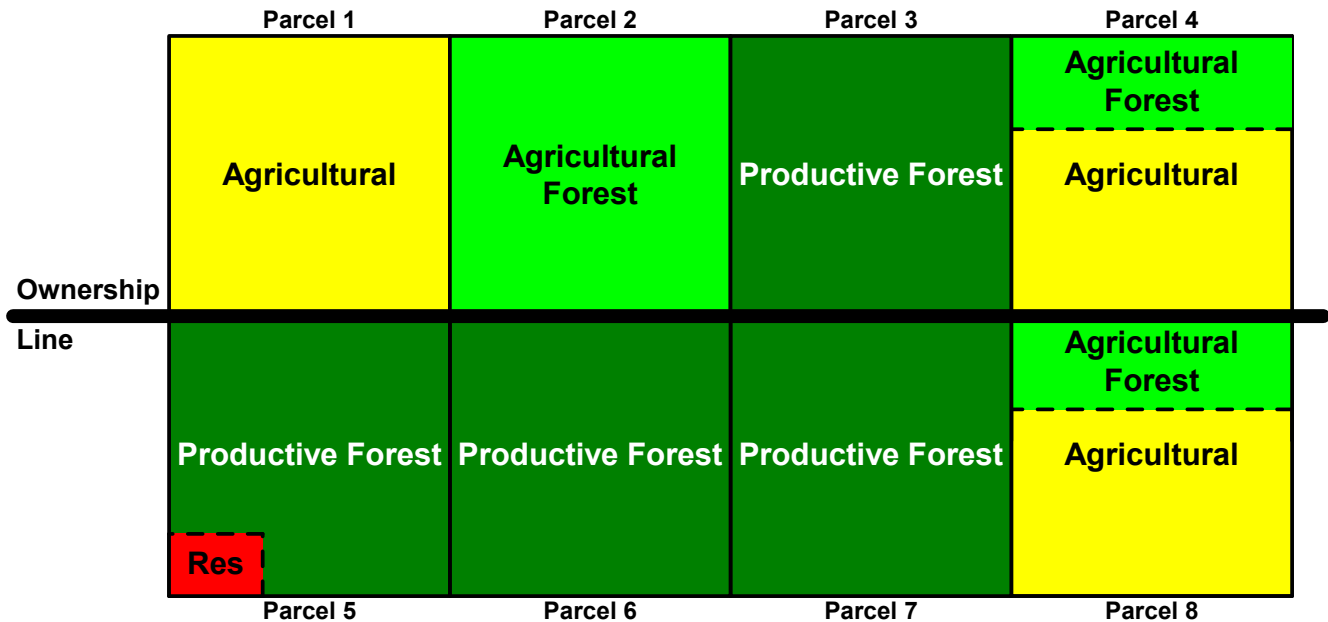 Parcel 1 Parcel 2 Parcel 3 Parcel 4
Agricultural
Forest
Agricultural
Agricultural
Forest
Productive Forest
Agricultural
Ownership
Line
Agricultural
Forest
Productive Forest Productive Forest Productive Forest Agricultural
Res
Parcel 5 Parcel 6 Parcel 7 Parcel 8